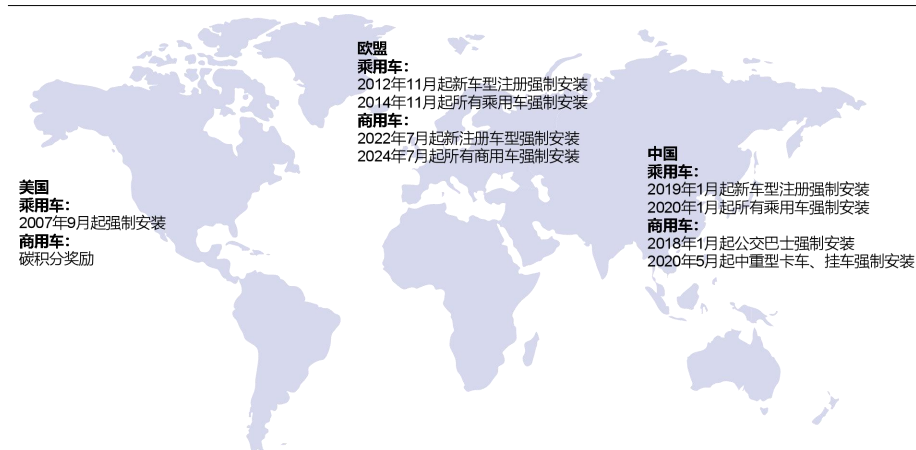 欧盟
乘用车：
2012年11月起新车型注册强制安装
2014年11月起所有乘用车强制安装
商用车：
2022年7月起新注册车型强制安装
2024年7月起所有商用车强制安装
中国
乘用车：
2019年1月起新车型注册强制安装
2020年1月起所有乘用车强制安装
商用车：
2018年1月起公交巴士强制安装
2020年5月起中重型卡车、挂车强制安装
美国
乘用车：
2007年9月起强制安装
商用车：
碳积分奖励